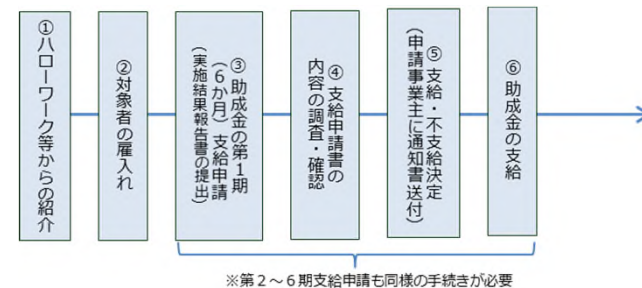 ①ハローワーク等からの紹介
②対象者の雇入れ
③助成金の第1期
(6か月)支給申請
(実施結果報告書の提出)
④支給申請書の
内容の調査・確認
⑤支給・不支給決定
(申請事業主に通知書送付)
⑥助成金の支給
※第2~6期支給申請も同様の手続きが必要